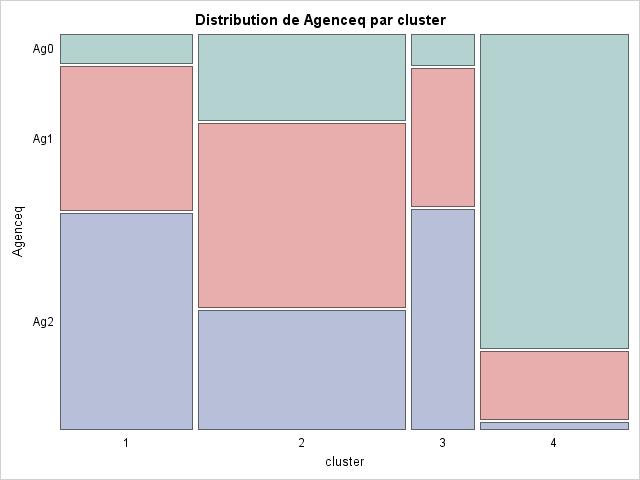 Distribution de Agenceq par cluster
Ag0
Ag1
Ag2
Agenceq
1 2 3 4
cluster